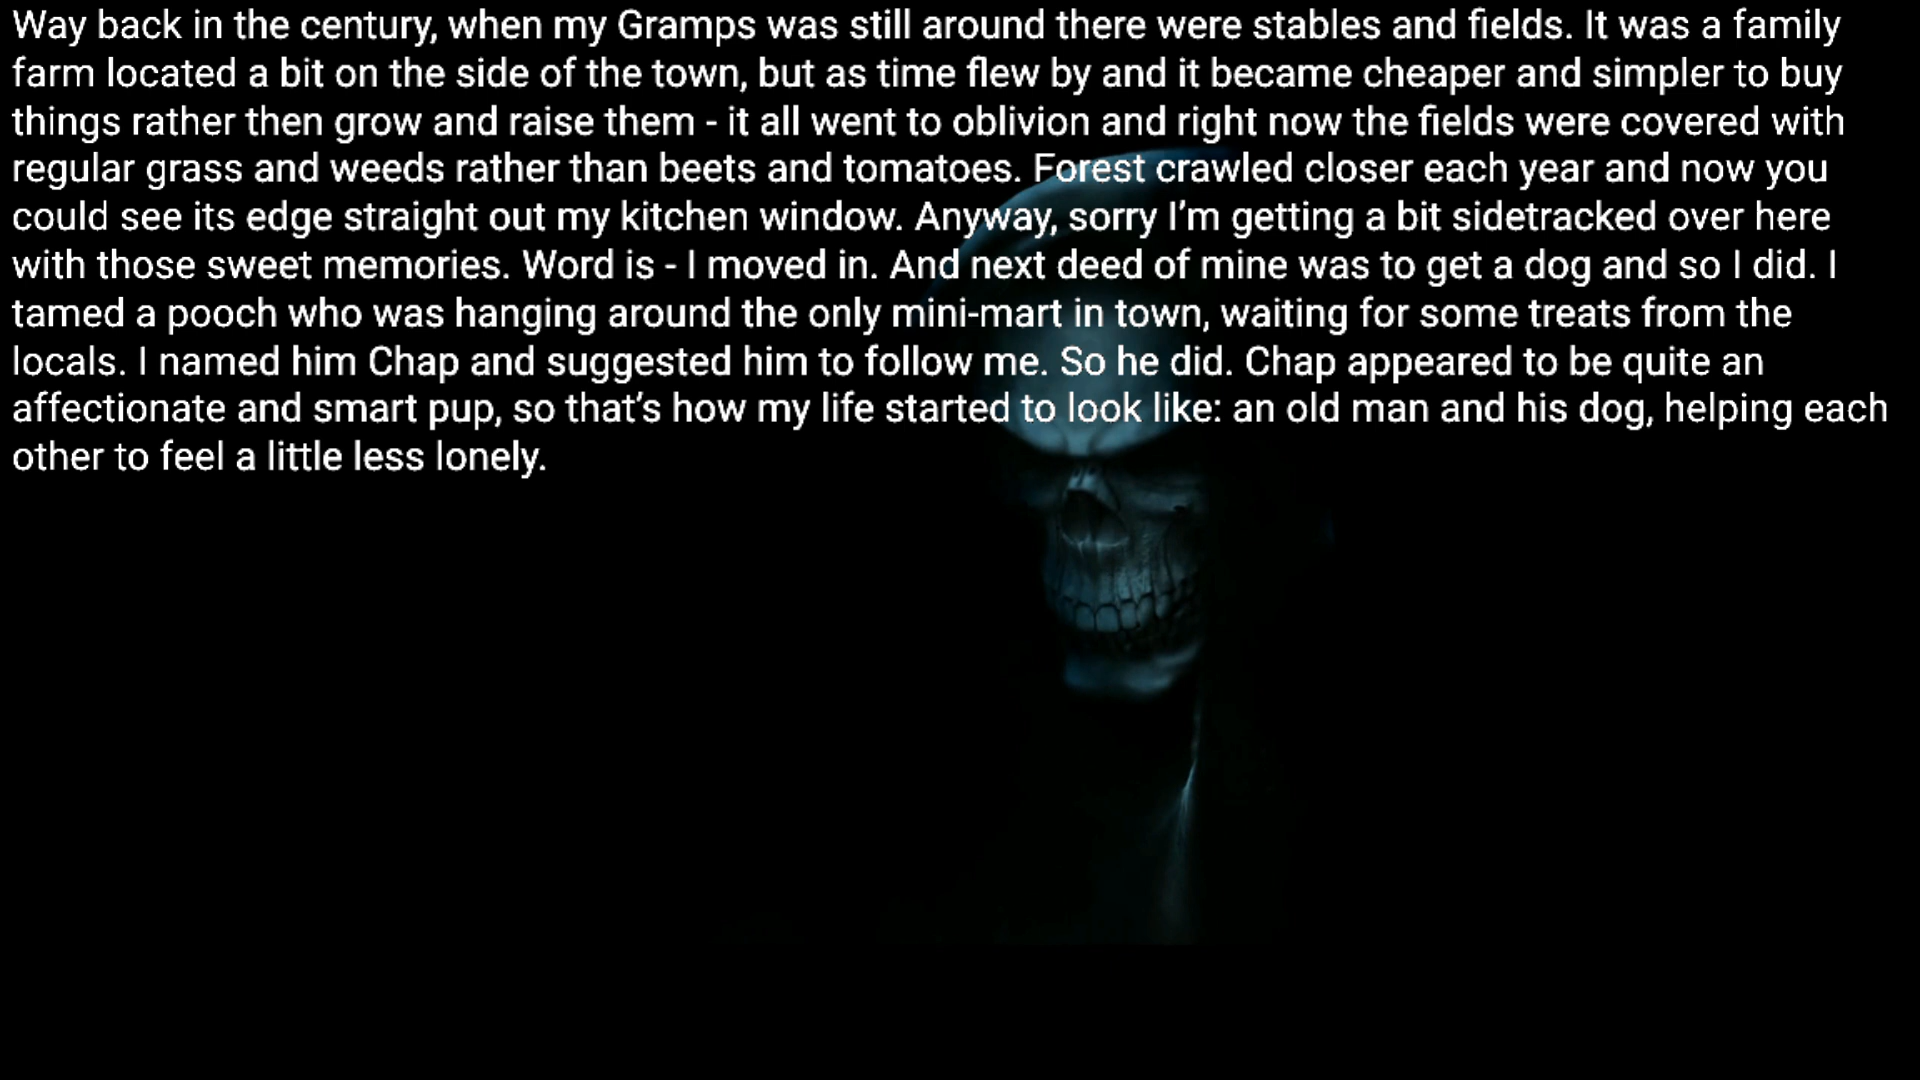 Way back in the century, when my Gramps was still around there were stables and fields. It was a family
farm located a bit on the side of the town, but as time flew by and it became cheaper and simpler to buy
things rather then grow and raise them - it all went to oblivion and right now the fields were covered with
regular grass and weeds rather than beets and tomatoes. Forest crawled closer each year and now you
could see its edge straight out my kitchen window. Anyway, sorry I’m getting a bit sidetracked over here
with those sweet memories. Word is - I moved in. And next deed of mine was to get a dog and so I did. I
tamed a pooch who was hanging around the only mini-mart in town, waiting for some treats from the
locals. I named him Chap and suggested him to follow me. So he did. Chap appeared to be quite an
affectionate and smart pup, so that’s how my life started to look like: an old man and his dog, helping each
other to feel a little less lonely.